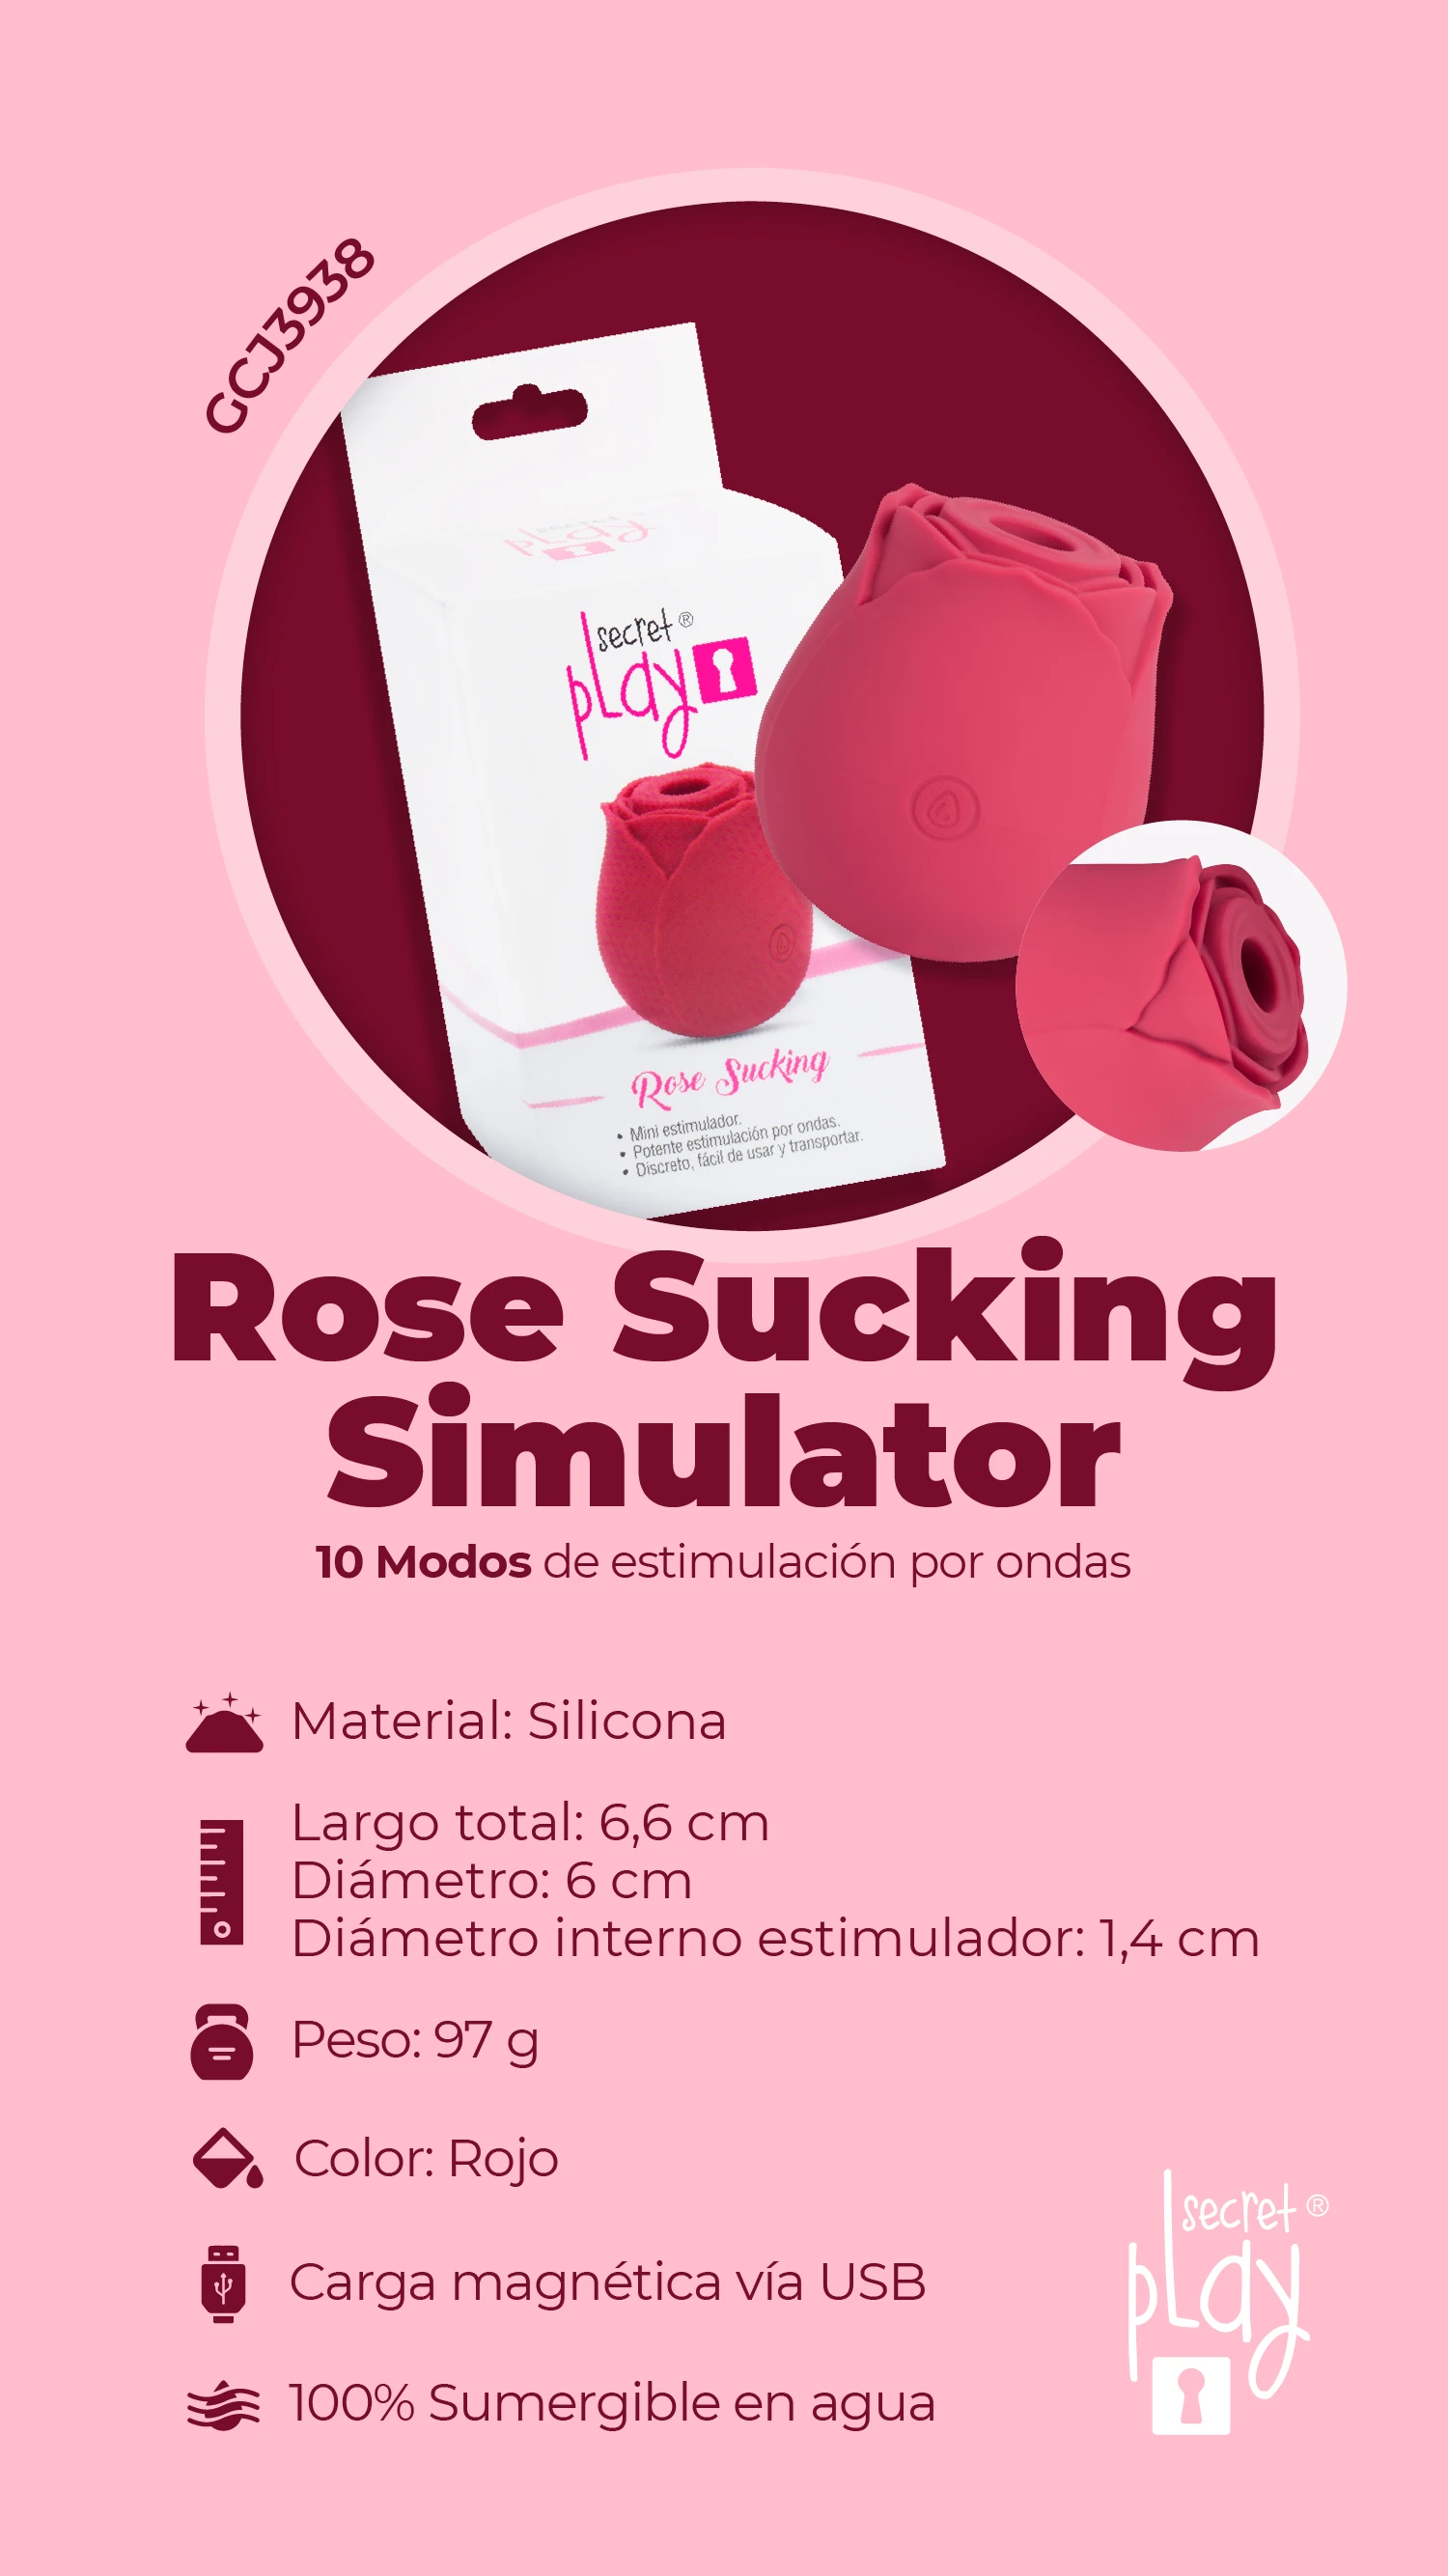 GCJ3938
secret
play
secret®
play
Rose Sucking
• Mini estimulador.
• Potente estimulación por ondas.
• Discreto, fácil de usar y transportar.
Rose Sucking
Simulator
10 Modos de estimulación por ondas
Material: Silicona
Largo total: 6,6 cm
Diámetro: 6 cm
Diámetro interno estimulador: 1,4 cm
Peso: 97 g
Color: Rojo
Carga magnética vía USB
100% Sumergible en agua
secret®
play